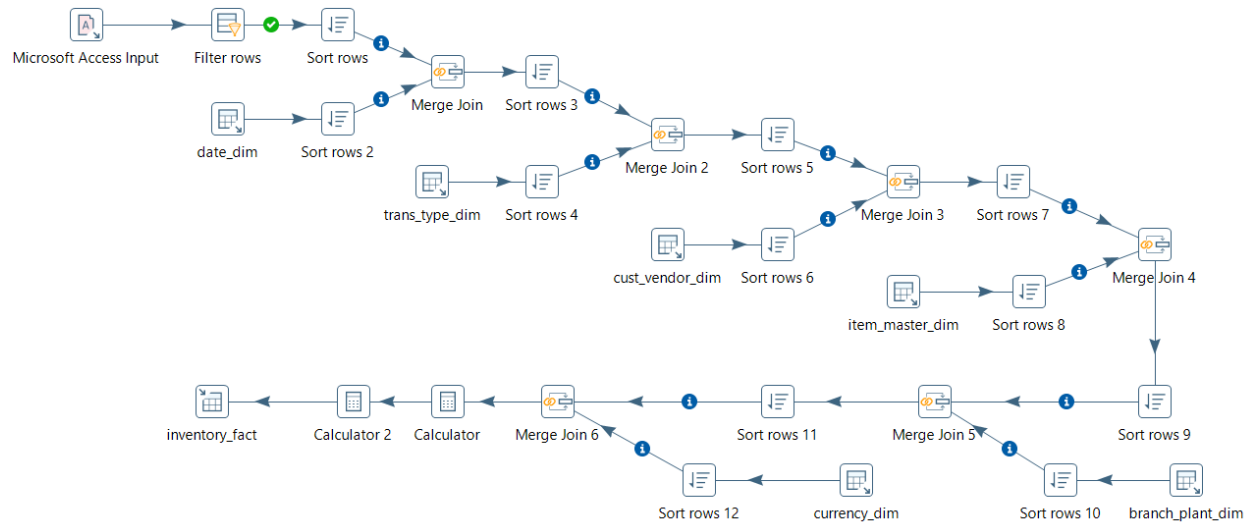 Microsoft Access Input
Filter rows
Sort rows
Merge Join
Sort rows 3
date_dim
Sort rows 2
Merge Join 2
Sort rows 5
trans_type_dim
Sort rows 4
Merge Join 3
Sort rows 7
cust_vendor_dim
Sort rows 6
Merge Join 4
item_master_dim
Sort rows 8
inventory_fact
Calculator 2
Calculator
Merge Join 6
Sort rows 11
Merge Join 5
Sort rows 9
Sort rows 12
currency_dim
Sort rows 10
branch_plant_dim